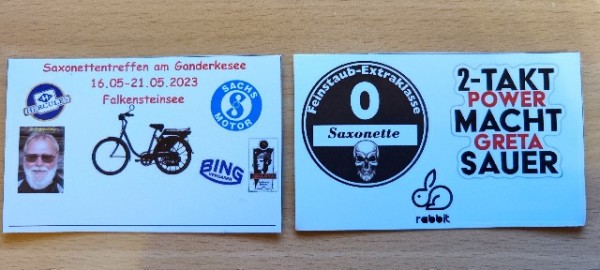 Saxonettentreffen am Ganderkesee
16.05-21.05.2023
Falkensteinsee
SACHS
MOTOR
BING
Feinstaub-Extraklasse
0
Saxonette
2-TAKT
POWER
MACHT
GRETA
SAUER
rabbit